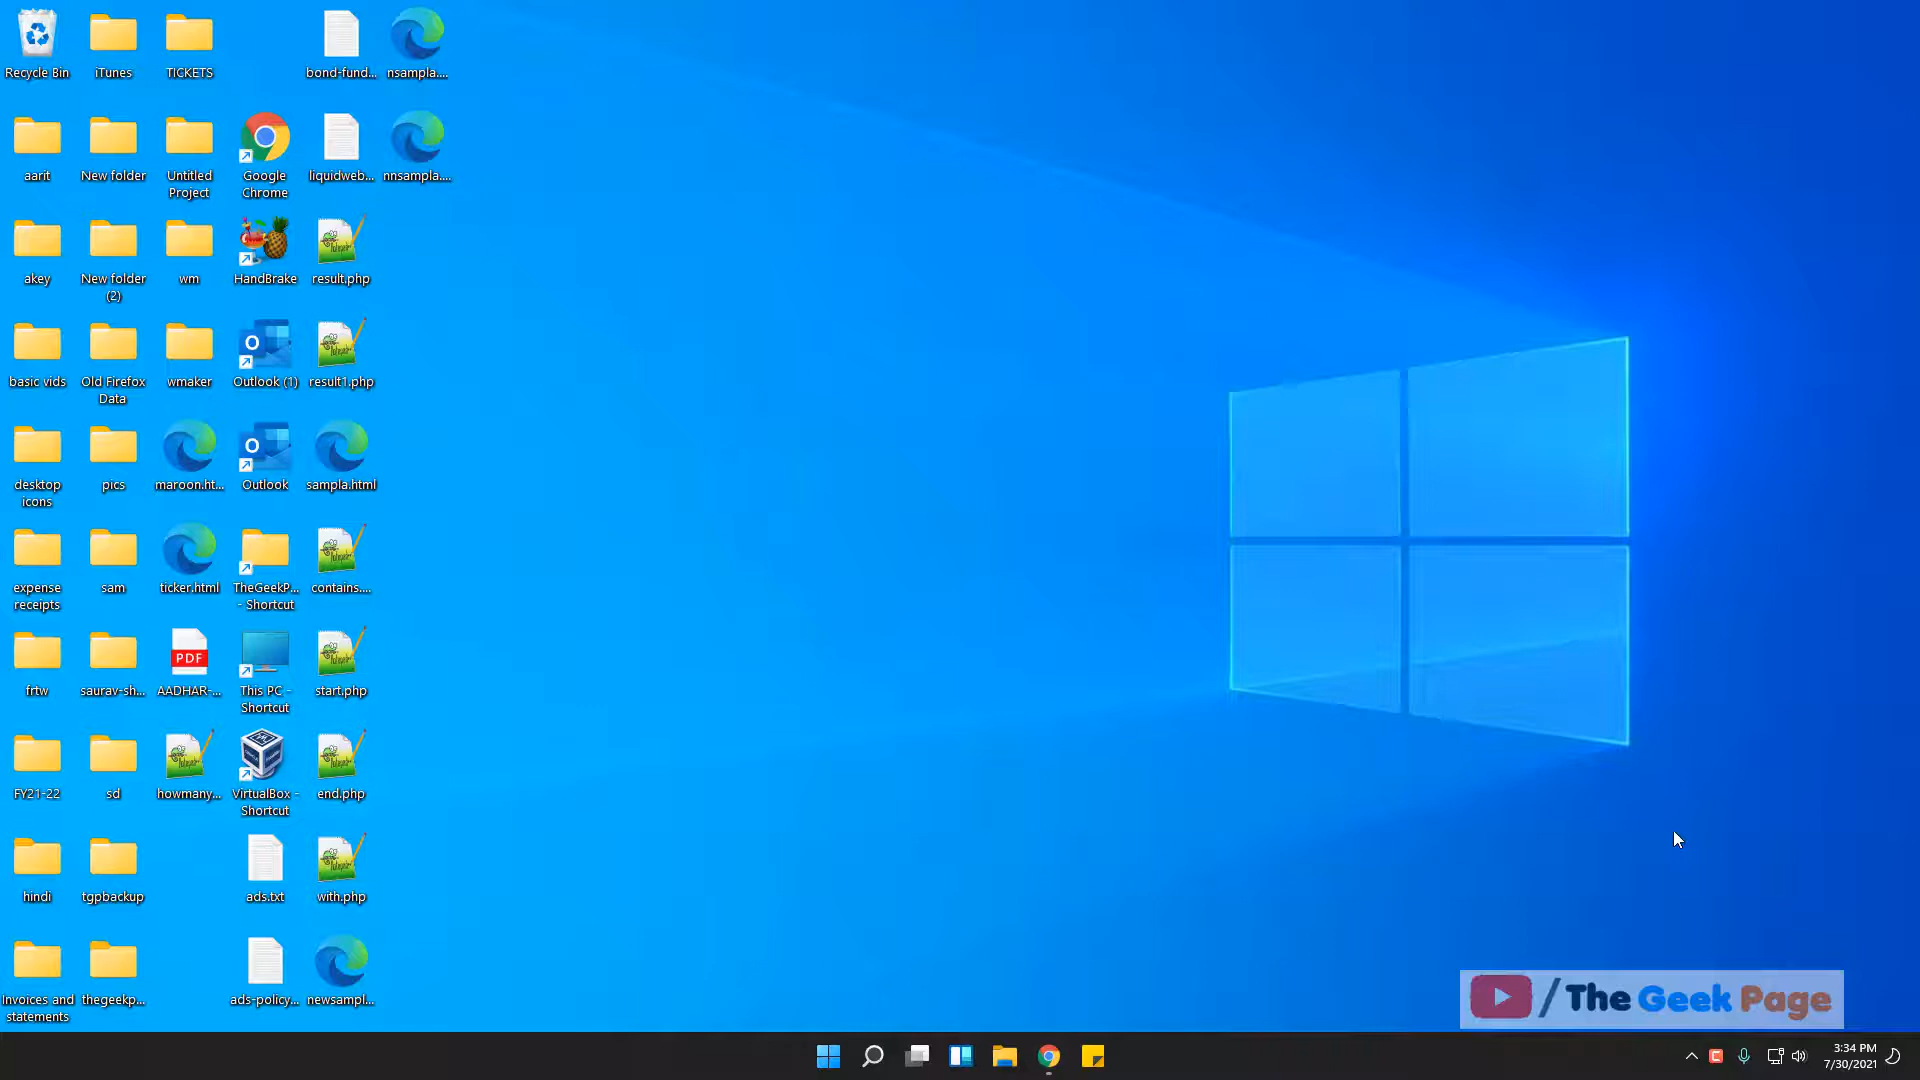 Recycle Bin
iTunes
TICKETS
bond-fund...
nsampla....
aarit
New folder
Untitled
Project
Google
Chrome
liquidweb...
nnsampla....
akey
New folder
(2)
wm
HandBrake
result.php
basic vids
Old Firefox
Data
wmaker
Outlook (1)
result1.php
desktop
icons
pics
maroon.ht...
Outlook
sampla.html
expense
receipts
sam
ticker.html
TheGeekP...
- Shortcut
contains....
frtw
saurav-sh...
PDF
AADHAR-...
This PC -
Shortcut
start.php
FY21-22
sd
howmany...
VirtualBox -
Shortcut
end.php
hindi
tgpbackup
ads.txt
with.php
Invoices and
statements
thegeekp...
ads-policy...
newsampl...
/The Geek Page
3:34 PM
7/30/2021